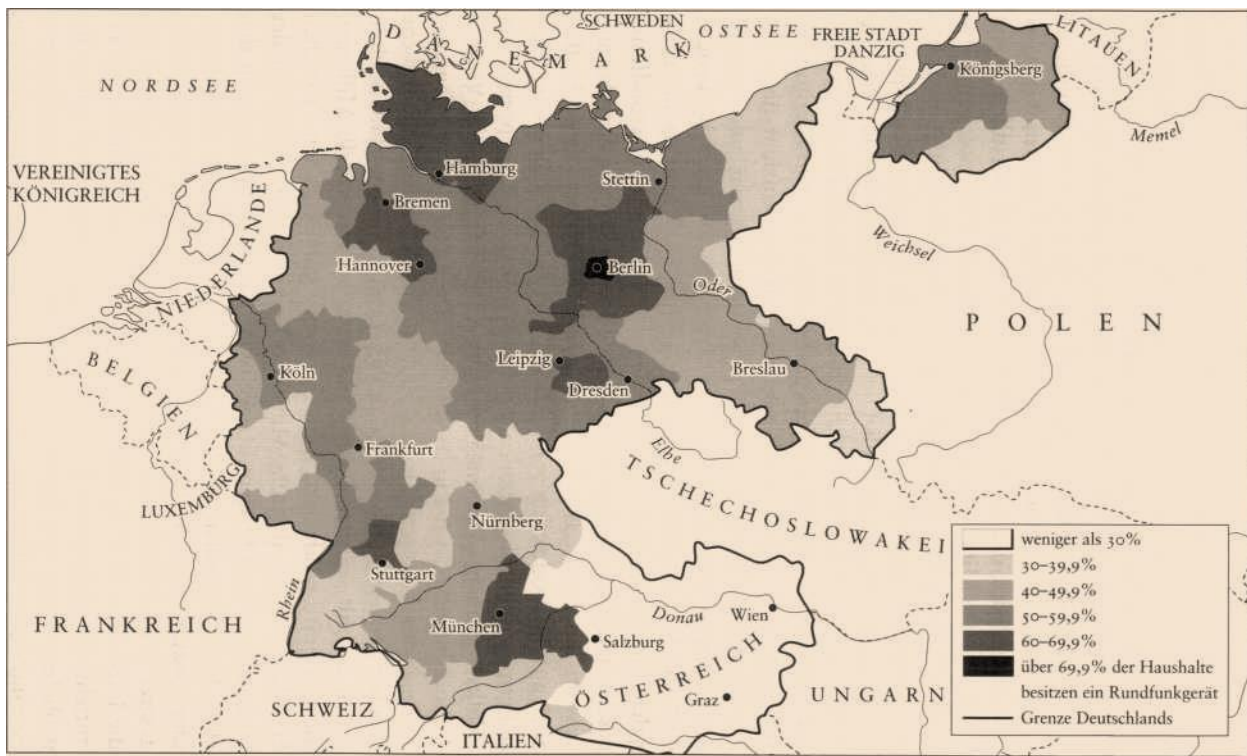 DÄNEMARK
SCHWEDEN
OSTSEE
FREIE STADT
DANZIG
LITAUEN
NORDSEE
Königsberg
Memel
VEREINIGTES
KÖNIGREICH
Hamburg
Stettin
Bremen
NIEDERLANDE
Weichsel
Hannover
Berlin
Oder
POLEN
BELGIEN
Köln
Leipzig
Dresden
Breslau
Elbe
Frankfurt
TSCHECHOSLOWAKEI
LUXEMBURG
Nürnberg
Stuttgart
Rhein
Donau
Wien
FRANKREICH
München
Salzburg
ÖSTERREICH
Graz
UNGARN
SCHWEIZ
ITALIEN
weniger als 30%
30–39,9%
40–49,9%
50–59,9%
60–69,9%
über 69,9% der Haushalte
besitzen ein Rundfunkgerät
Grenze Deutschlands